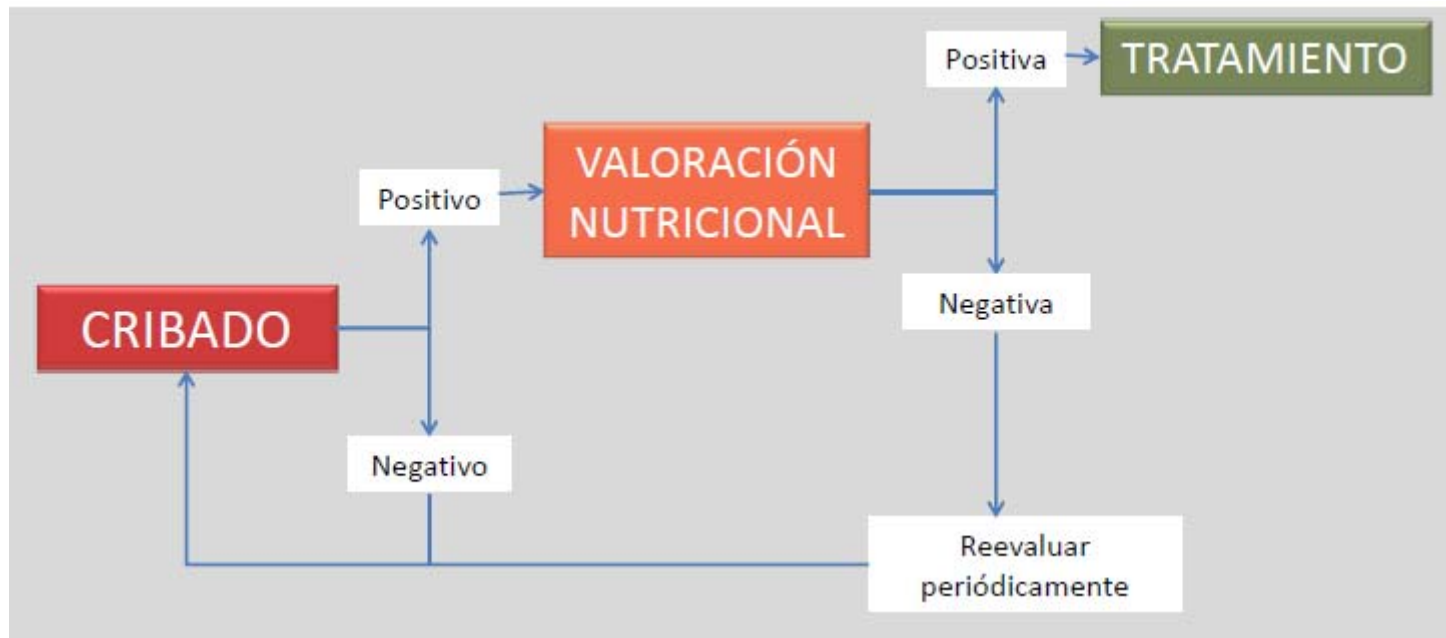 Positiva
TRATAMIENTO
VALORACIÓN
NUTRICIONAL
Positivo
Negativa
CRIBADO
Negativo
Reevaluar
periódicamente